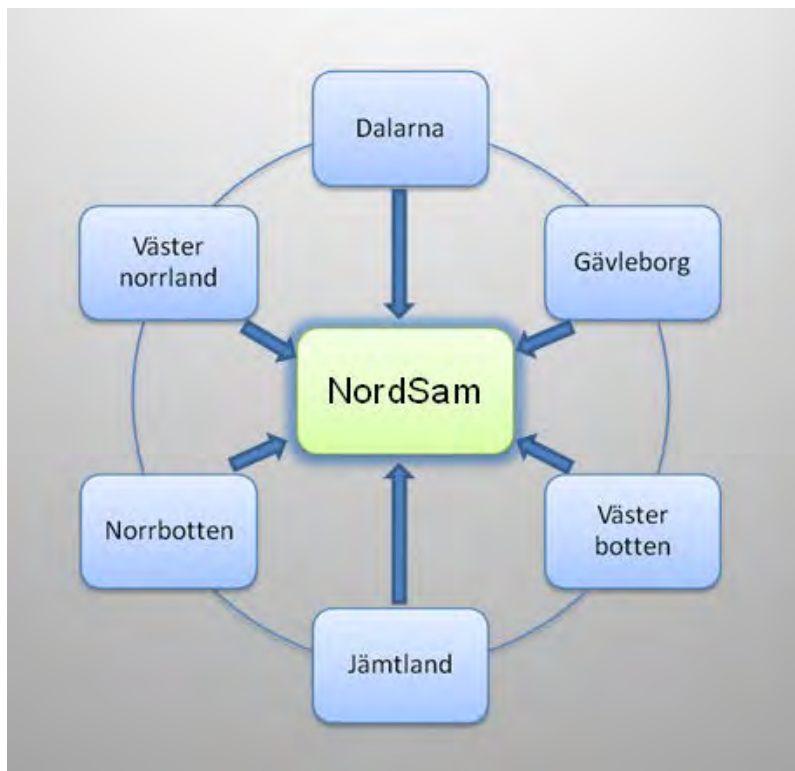 Dalarna
Väster
norrland
Gävleborg
NordSam
Norrbotten
Väster
botten
Jämtland